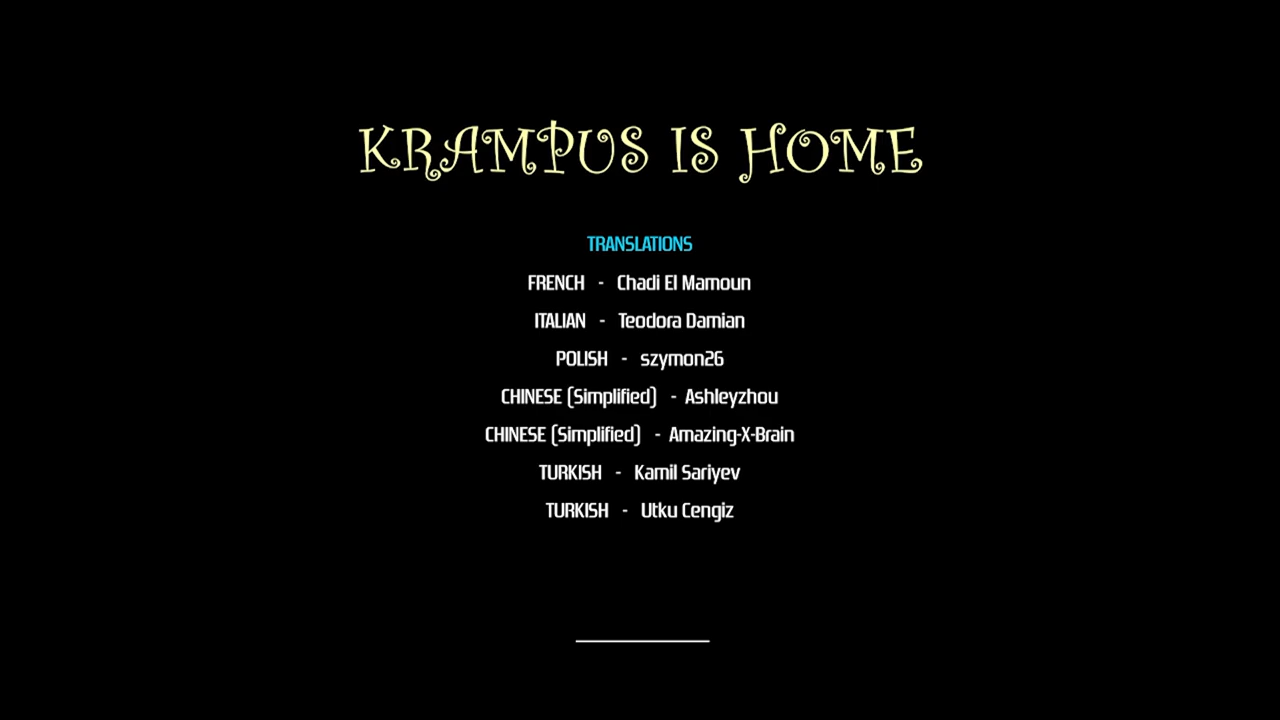 KRAMPUS IS HOME
TRANSLATIONS
FRENCH - Chadi El Mamoun
ITALIAN - Teodora Damian
POLISH - szymon26
CHINESE (Simplified) - Ashleyzhou
CHINESE (Simplified) - Amazing-X-Brain
TURKISH - Kamil Sariyev
TURKISH - Utku Cengiz